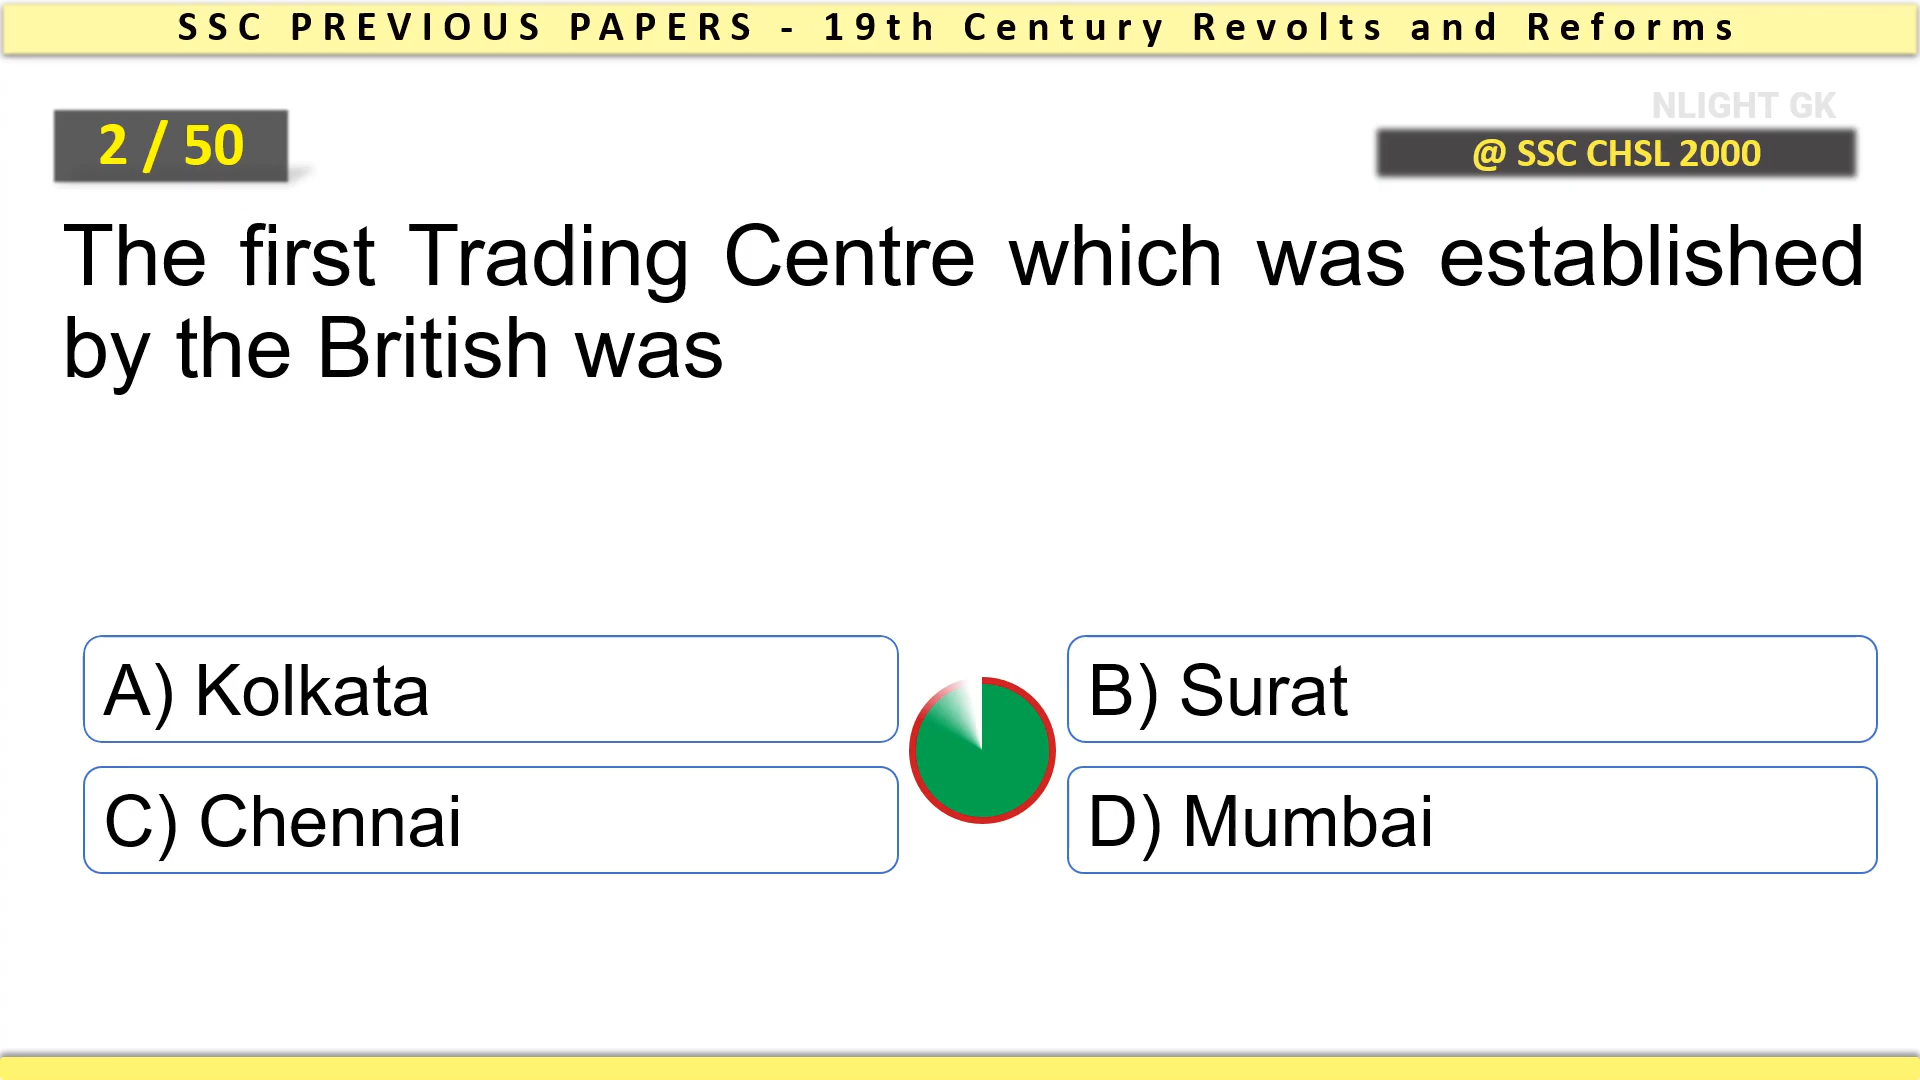 SSC PREVIOUS PAPERS - 19th Century Revolts and Reforms
NLIGHT GK
2 / 50
@ SSC CHSL 2000
The first Trading Centre which was established
by the British was
A) Kolkata
B) Surat
C) Chennai
D) Mumbai